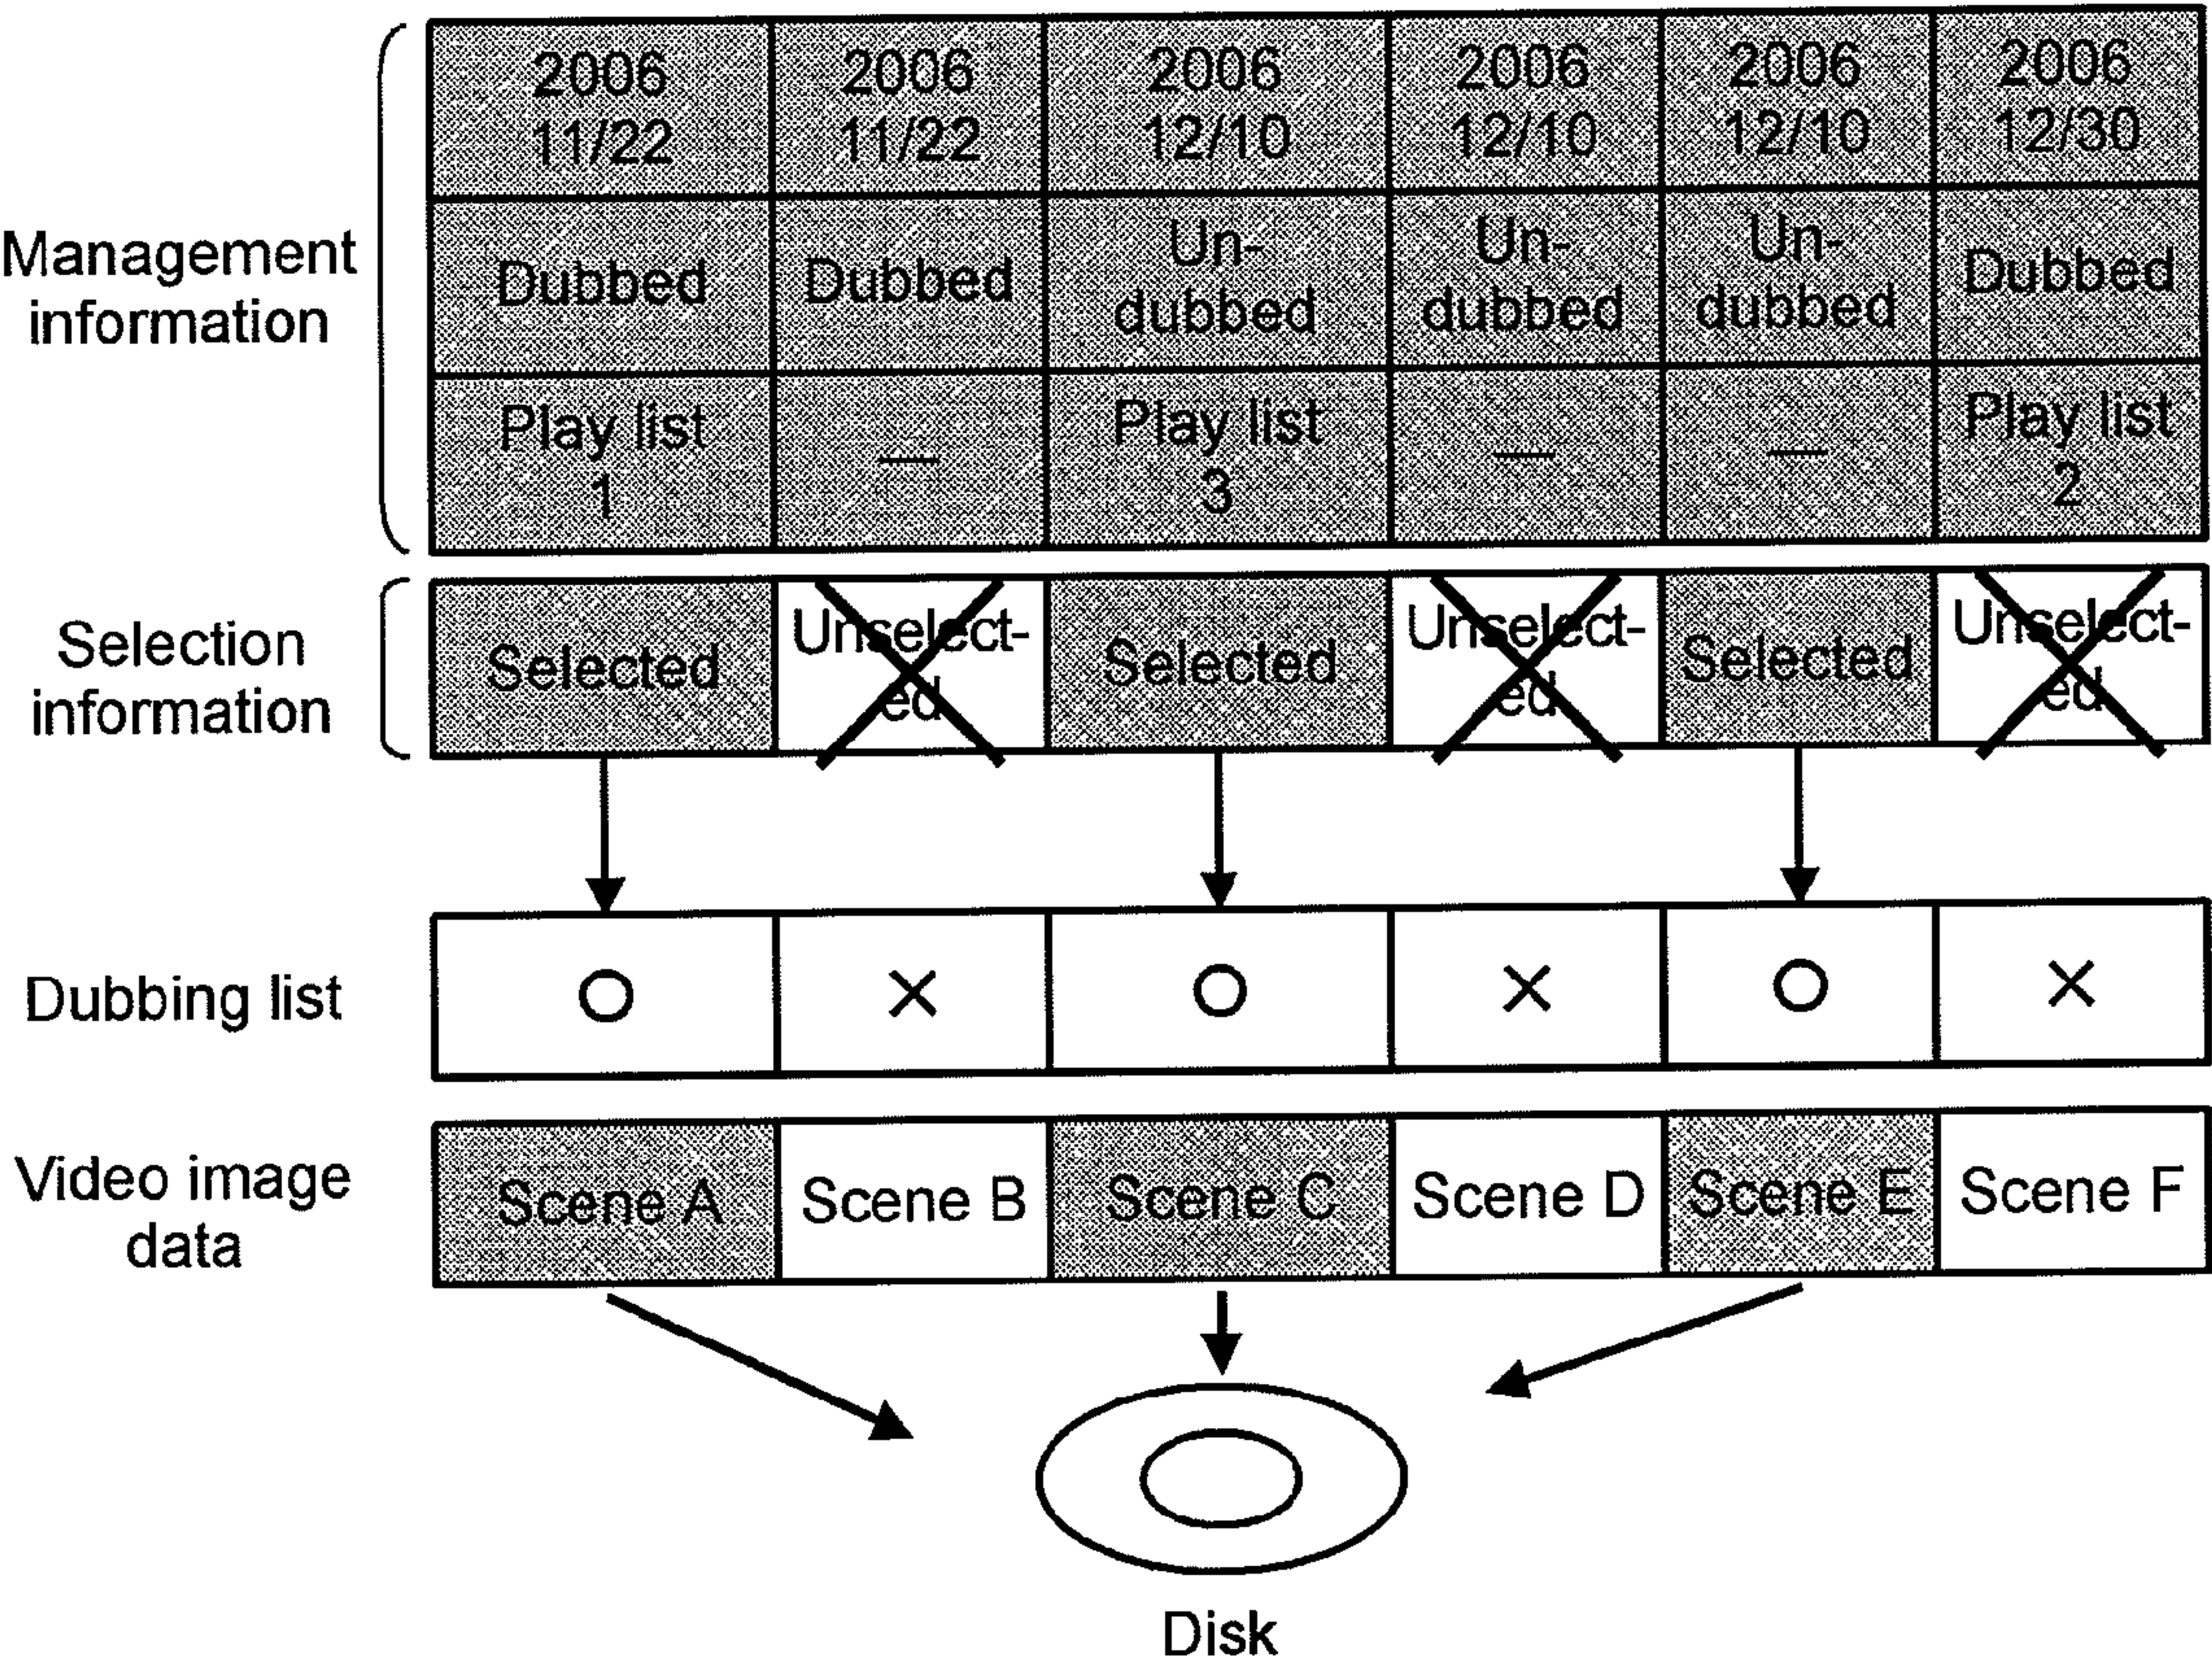 2006 2006 2006 2006 2006 2006
11/22 11/22 12/10 12/10 12/10 12/30
Management
information
Dubbed Dubbed Un- Un- Un- Dubbed
dubbed dubbed dubbed
Play list — Play list — — Play list
1 3 2
Selection
information
Selected Unselect- Selected Unselect- Selected Unselect-
ed ed ed
Dubbing list ○ × ○ × ○ ×
Video image
data
Scene A Scene B Scene C Scene D Scene E Scene F
Disk